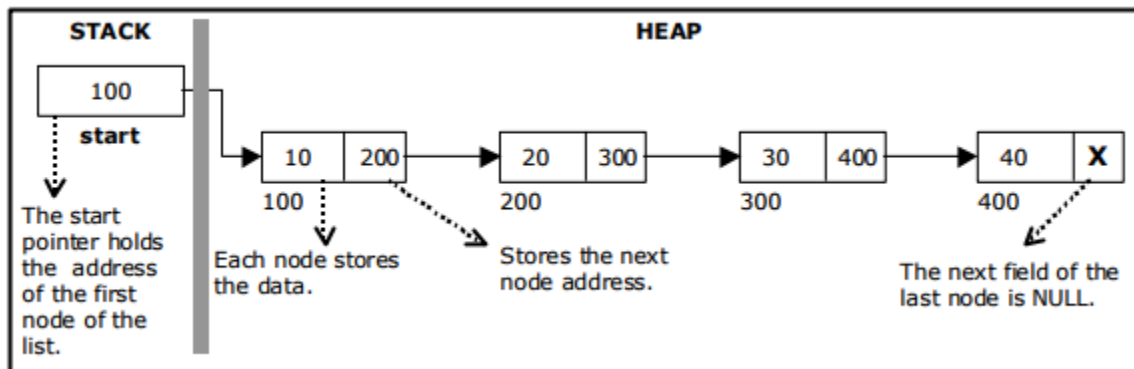 STACK
HEAP
100
start
10 200
20 300
30 400
40 X
100
200
300
400
The start
pointer holds
the address
of the first
node of the
list.
Each node stores
the data.
Stores the next
node address.
The next field of the
last node is NULL.